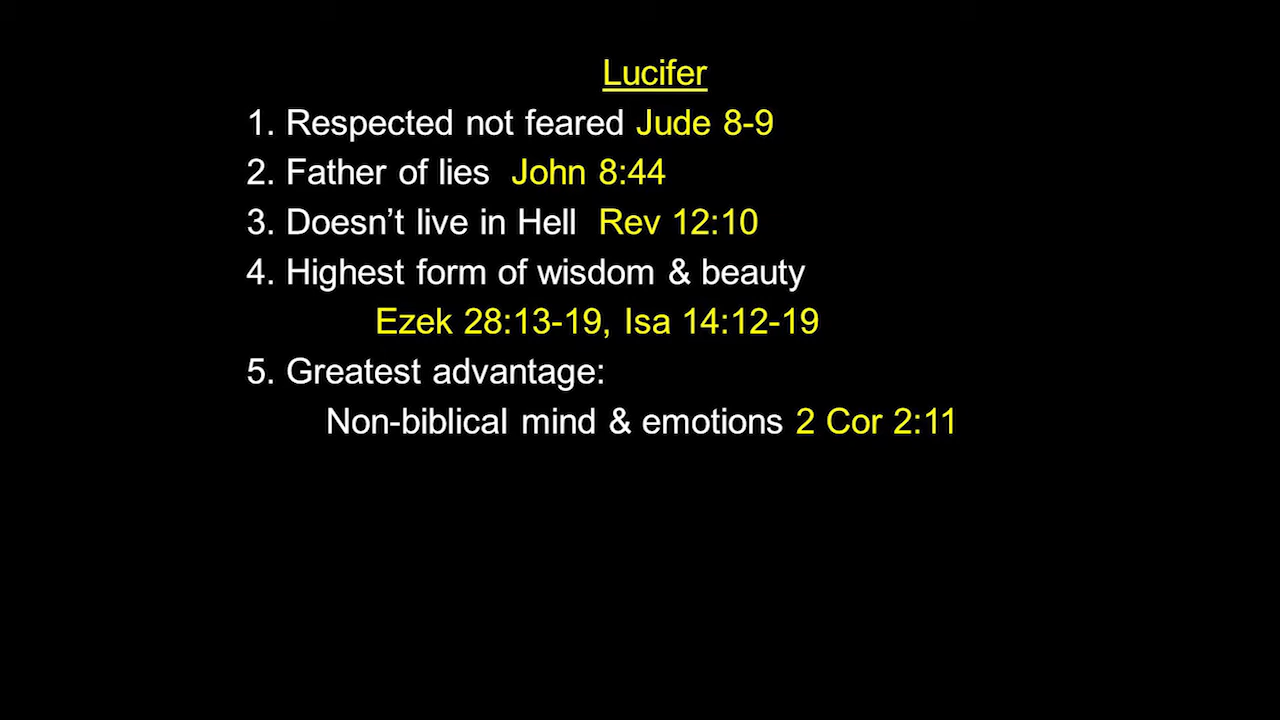 Lucifer
1. Respected not feared Jude 8-9
2. Father of lies John 8:44
3. Doesn't live in Hell Rev 12:10
4. Highest form of wisdom & beauty
Ezek 28:13-19, Isa 14:12-19
5. Greatest advantage:
Non-biblical mind & emotions 2 Cor 2:11